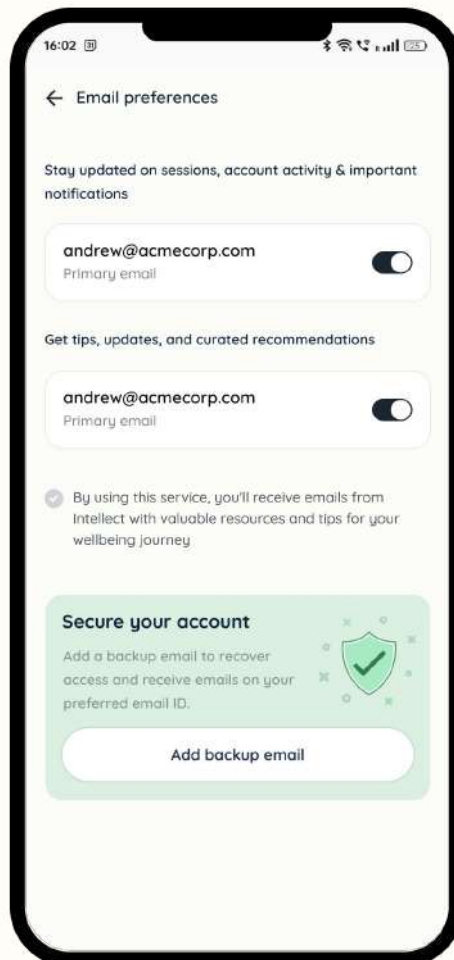 16:02 31
25
Email preferences
Stay updated on sessions, account activity & important
notifications
andrew@acmecorp.com
Primary email
Get tips, updates, and curated recommendations
andrew@acmecorp.com
Primary email
By using this service, you'll receive emails from
Intellect with valuable resources and tips for your
wellbeing journey
Secure your account
Add a backup email to recover
access and receive emails on your
preferred email ID.
Add backup email